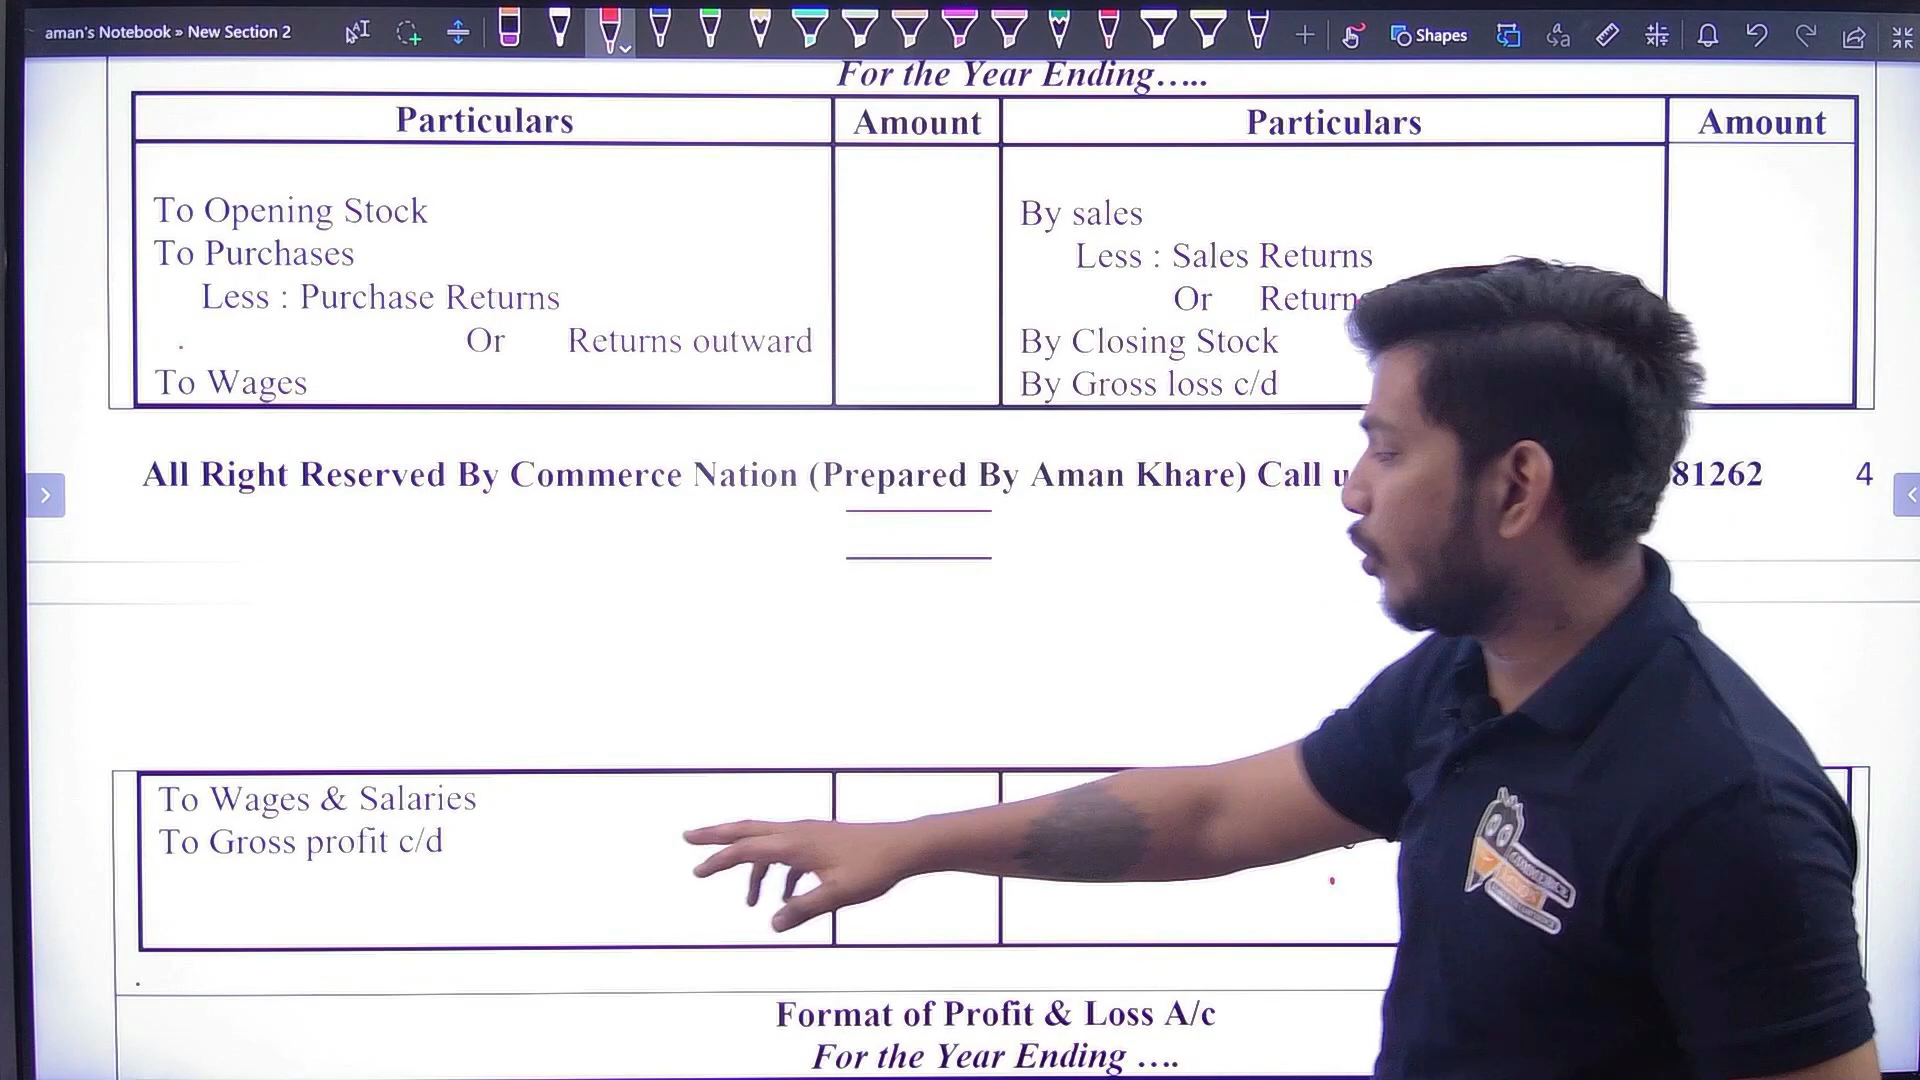 aman's Notebook » New Section 2
Shapes
For the Year Ending…..
Particulars Amount Particulars Amount
To Opening Stock
To Purchases
Less : Purchase Returns
Or Returns outward
To Wages
By sales
Less : Sales Returns
Or
By Closing Stock
By Gross loss c/d
All Right Reserved By Commerce Nation (Prepared By Aman Khare) Call 81262 4
To Wages & Salaries
To Gross profit c/d
Format of Profit & Loss A/c
For the Year Ending ….